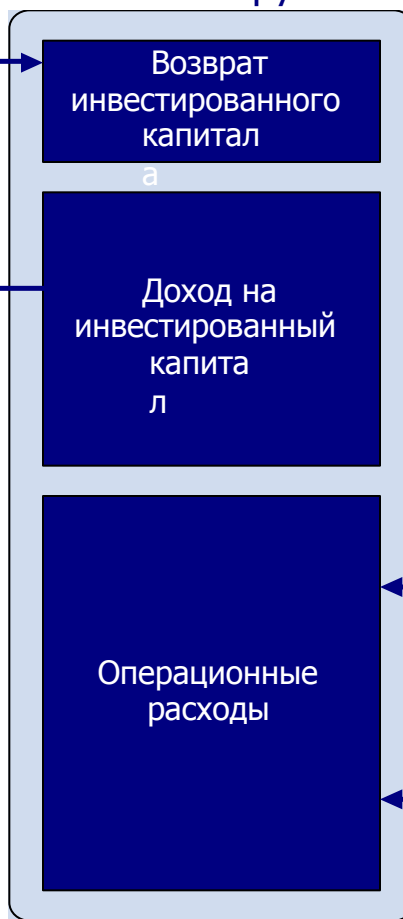 Возврат
инвестированного
капитал
а
Доход на
инвестированный
капита
л
Операционные
расходы